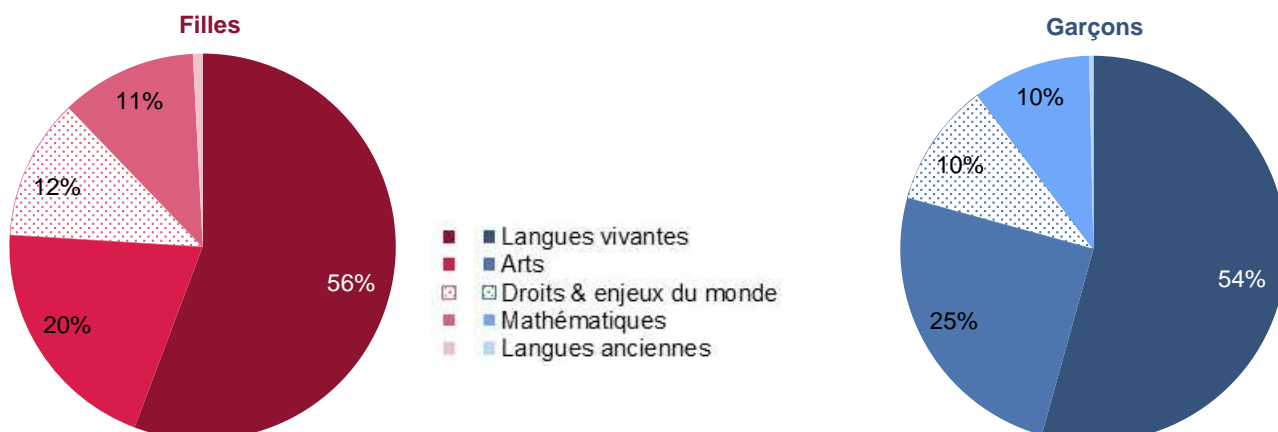 Filles
11%
12%
20%
56%
Langues vivantes
Arts
Droits & enjeux du monde
Mathématiques
Langues anciennes
Garçons
10%
10%
25%
54%